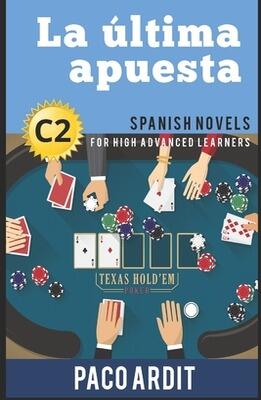 La última
apuesta
C2
SPANISH NOVELS
FOR HIGH ADVANCED LEARNERS
TEXAS HOLD'EM
POKER
PACO ARDIT